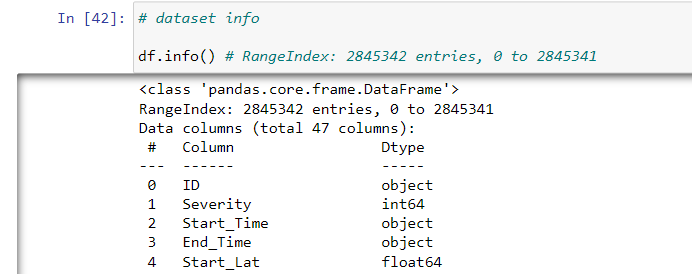 In [42]: # dataset info
df.info() # RangeIndex: 2845342 entries, 0 to 2845341
<class 'pandas.core.frame.DataFrame'>
RangeIndex: 2845342 entries, 0 to 2845341
Data columns (total 47 columns):
 #   Column                 Dtype
---  ------                 -----
 0   ID                     object
 1   Severity               int64
 2   Start_Time             object
 3   End_Time               object
 4   Start_Lat              float64